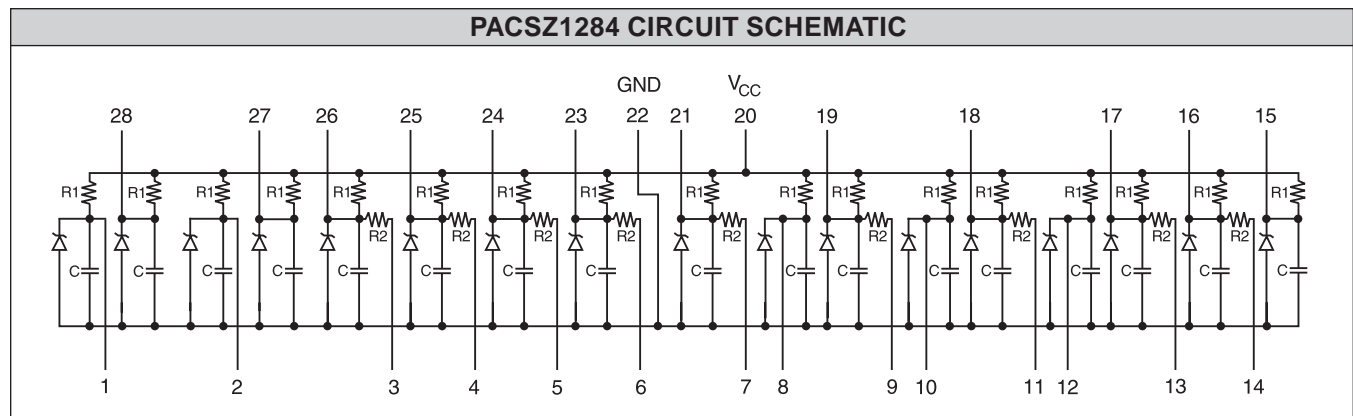 PACSZ1284 CIRCUIT SCHEMATIC
GND VCC
28 27 26 25 24 23 22 21 20 19 18 17 16 15
R1 R1 R1 R1 R1 R1 R1 R1 R1 R1 R1 R1 R1 R1 R1 R1 R1 R1
R2 R2 R2 R2 R2 R2 R2 R2 R2
C C C C C C C C C C C C C C C C C C
1 2 3 4 5 6 7 8 9 10 11 12 13 14